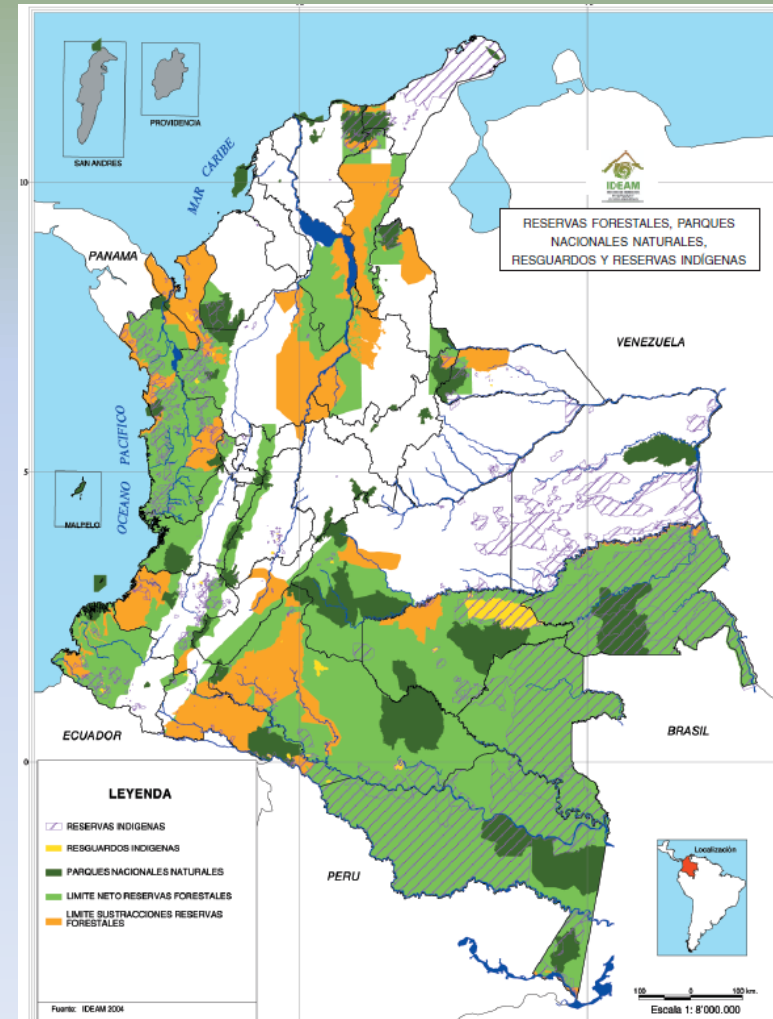 SAN ANDRES
PROVIDENCIA
MAR CARIBE
IDEAM
RESERVAS FORESTALES, PARQUES
NACIONALES NATURALES,
RESGUARDOS Y RESERVAS INDÍGENAS
10
PANAMA
VENEZUELA
OCEANO PACIFICO
5
MALPELO
ECUADOR
BRASIL
0
PERU
LEYENDA
RESERVAS INDIGENAS
RESGUARDOS INDIGENAS
PARQUES NACIONALES NATURALES
LIMITE NETO RESERVAS FORESTALES
LIMITE SUSTRACCIONES RESERVAS
FORESTALES
Fuente: IDEAM 2004
Localización
100 0 100 km.
Escala 1: 8'000.000